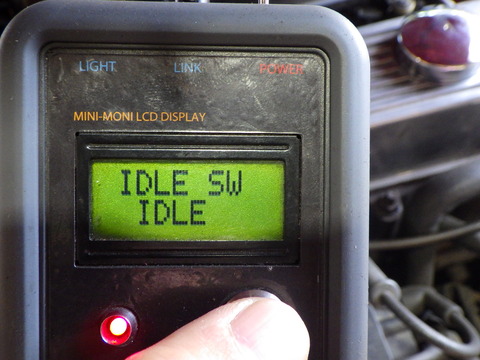 LIGHT LINK POWER
MINI-MONI LCD DISPLAY
IDLE SW
IDLE